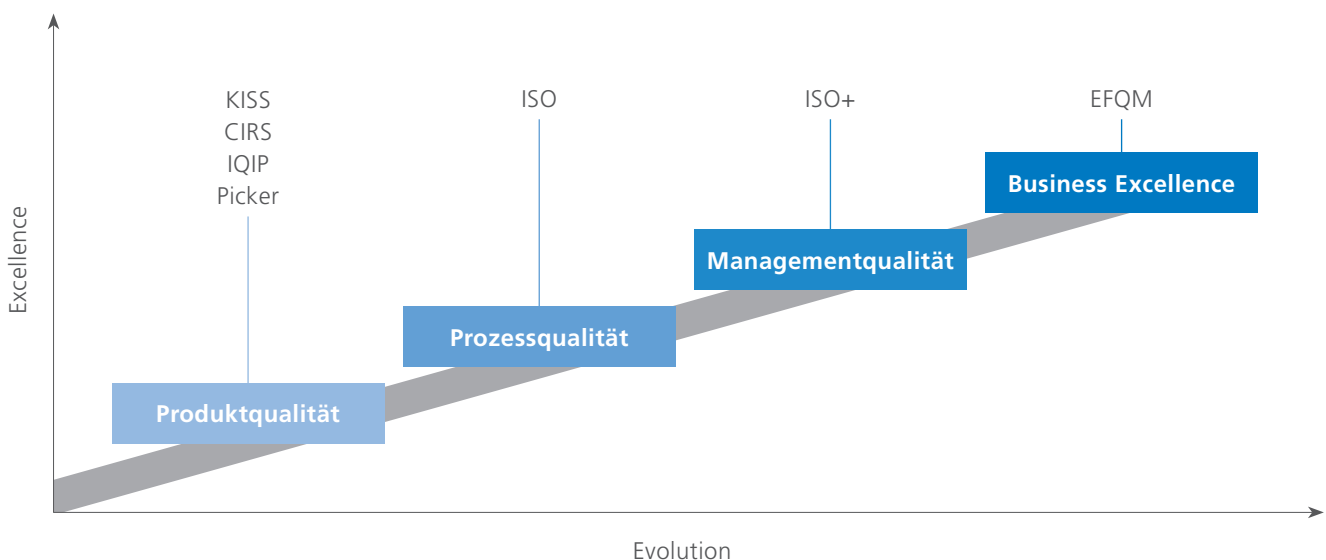 KISS
CIRS
IQIP
Picker
ISO
ISO+
EFQM
Business Excellence
Managementqualität
Prozessqualität
Produktqualität
Excellence
Evolution